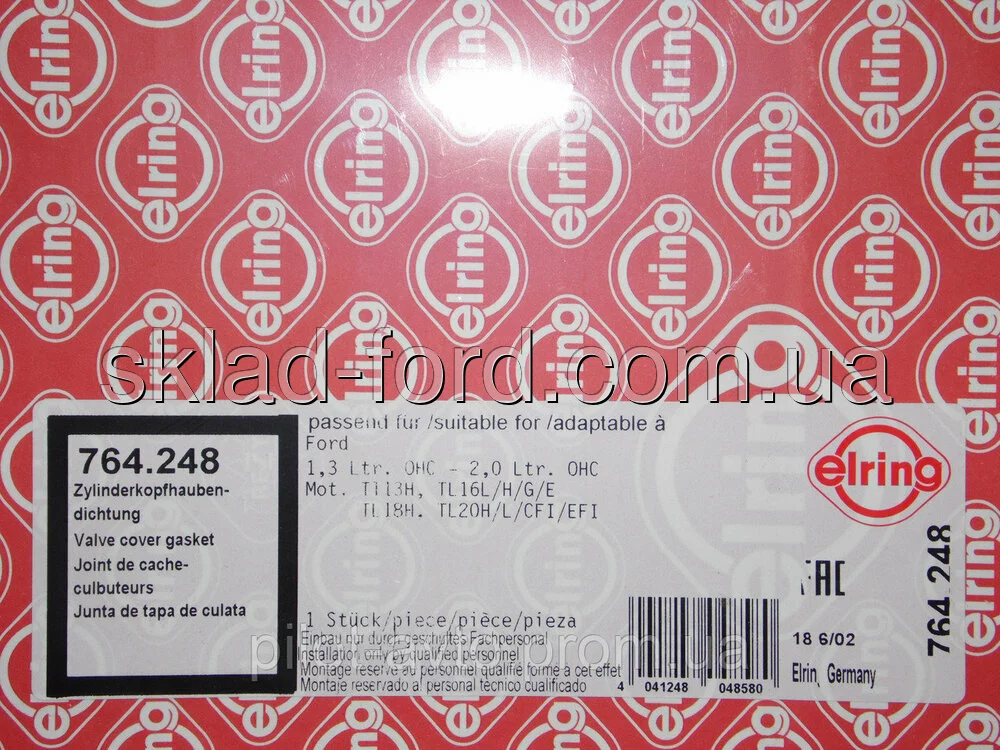 elring
sklad-ford.com.ua
764.248
Zylinderkopfhauben-
dichtung
Valve cover gasket
Joint de cache-
culbuteurs
Junta de tapa de culata
passend für /suitable for /adaptable à
Ford
1,3 Ltr. OHC - 2,0 Ltr. OHC
Mot. TL13H, TL16L/H/G/E
TL18H. TL20H/L/CFI/EFI
1 Stück/piece/pièce/pieza
Einbau nur durch geschultes Fachpersonal
Installation only by qualified personnel
Montage réservé au personnel qualifié formé à cet effet
Montaje realizado al personal técnico cualificado
4 041248 048580
elring
EAC
18 6/02
Elrin, Germany
764.248
elring